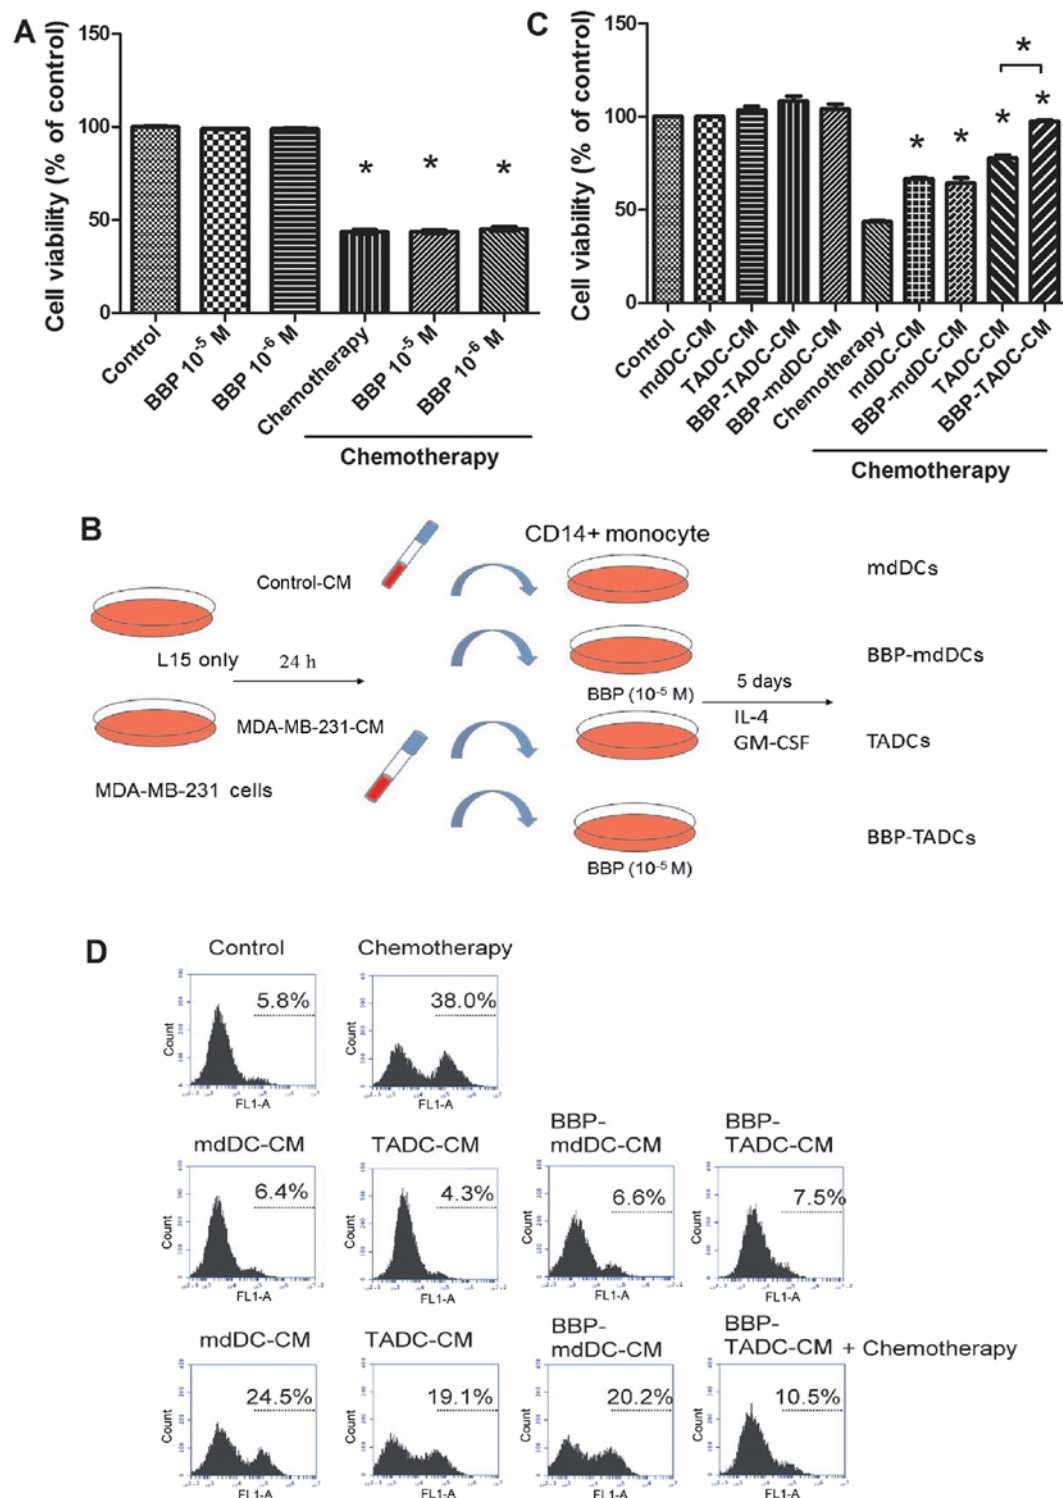 A
Cell viability (% of control)
150
100
50
0
* * *
Control
BBP 10⁻⁵ M
BBP 10⁻⁶ M
Chemotherapy
BBP 10⁻⁵ M
BBP 10⁻⁶ M
Chemotherapy
C
Cell viability (% of control)
150
100
50
0
*
* * * *
Control
mdDC-CM
TADC-CM
BBP-TADC-CM
BBP-mdDC-CM
Chemotherapy
mdDC-CM
BBP-mdDC-CM
TADC-CM
BBP-TADC-CM
Chemotherapy
B
CD14+ monocyte
Control-CM
mdDCs
L15 only
24 h
BBP-mdDCs
BBP (10⁻⁵ M)
5 days
MDA-MB-231-CM
IL-4
GM-CSF
TADCs
MDA-MB-231 cells
BBP-TADCs
BBP (10⁻⁵ M)
D
Control
Chemotherapy
5.8%
38.0%
Count
Count
FL1-A
FL1-A
mdDC-CM
TADC-CM
BBP-
mdDC-CM
BBP-
TADC-CM
6.4%
4.3%
6.6%
7.5%
Count
Count
Count
Count
FL1-A
FL1-A
FL1-A
FL1-A
mdDC-CM
TADC-CM
BBP-
mdDC-CM
BBP-
TADC-CM + Chemotherapy
24.5%
19.1%
20.2%
10.5%
Count
Count
Count
Count
FL1-A
FL1-A
FL1-A
FL1-A